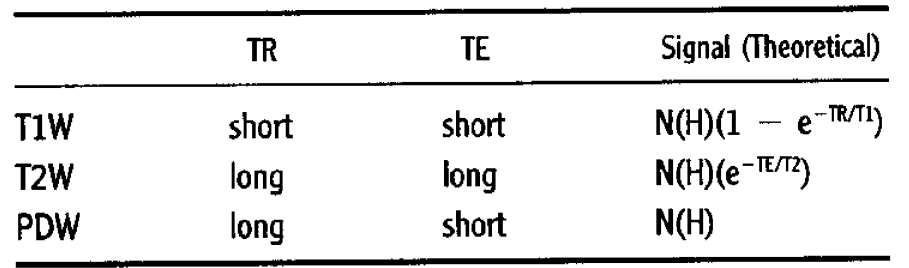 TR TE Signal (Theoretical)
T1W short short N(H)(1 − e^−TR/T1)
T2W long long N(H)(e^−TE/T2)
PDW long short N(H)